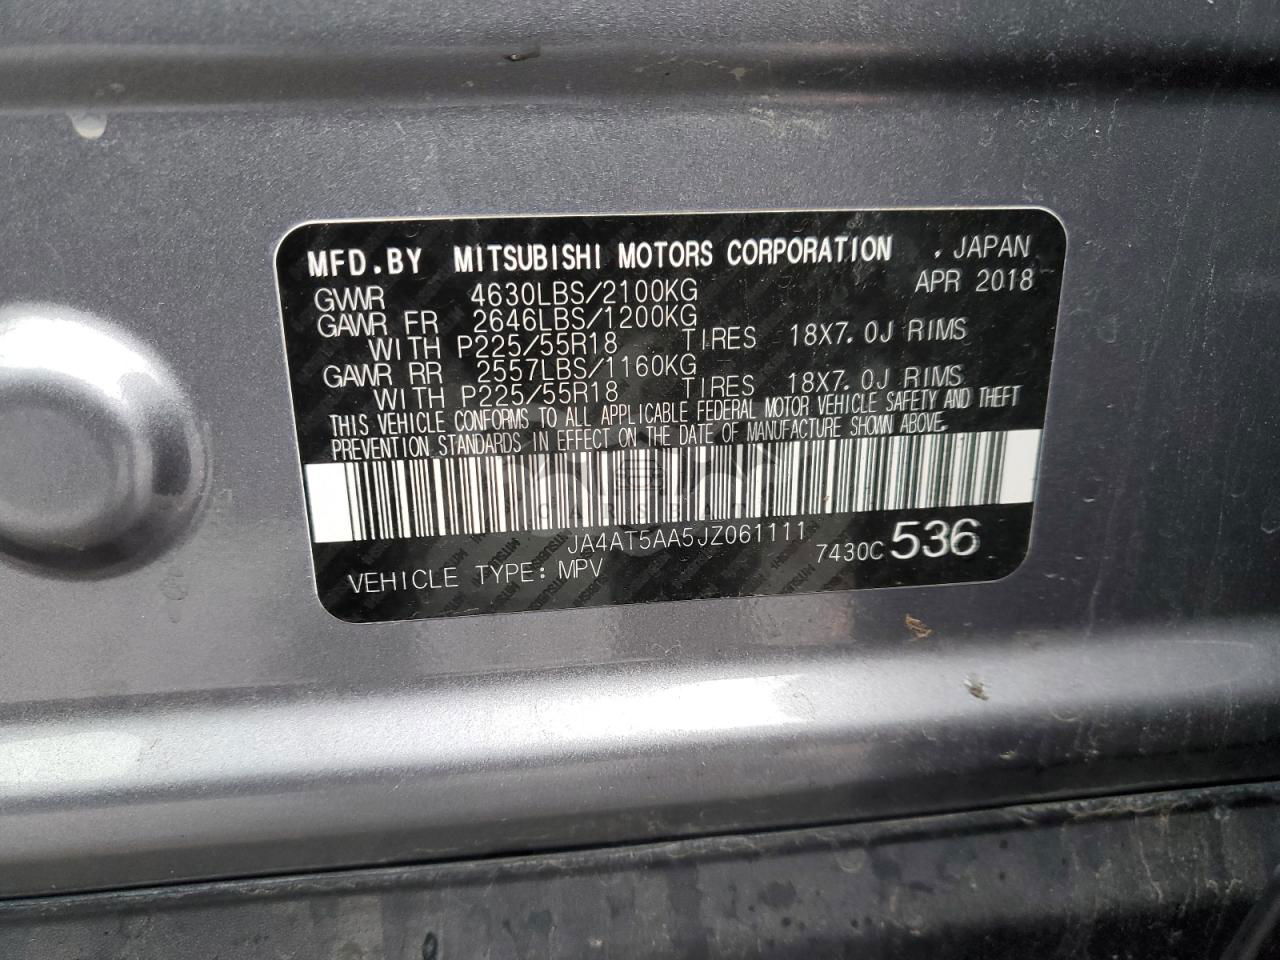 MFD.BY MITSUBISHI MOTORS CORPORATION , JAPAN
GVWR 4630LBS/2100KG APR 2018
GAWR FR 2646LBS/1200KG
WITH P225/55R18 TIRES 18X7.0J RIMS
GAWR RR 2557LBS/1160KG
WITH P225/55R18 TIRES 18X7.0J RIMS
THIS VEHICLE CONFORMS TO ALL APPLICABLE FEDERAL MOTOR VEHICLE SAFETY AND THEFT
PREVENTION STANDARDS IN EFFECT ON THE DATE OF MANUFACTURE SHOWN ABOVE.
JA4AT5AA5JZ061111 7430C 536
VEHICLE TYPE: MPV